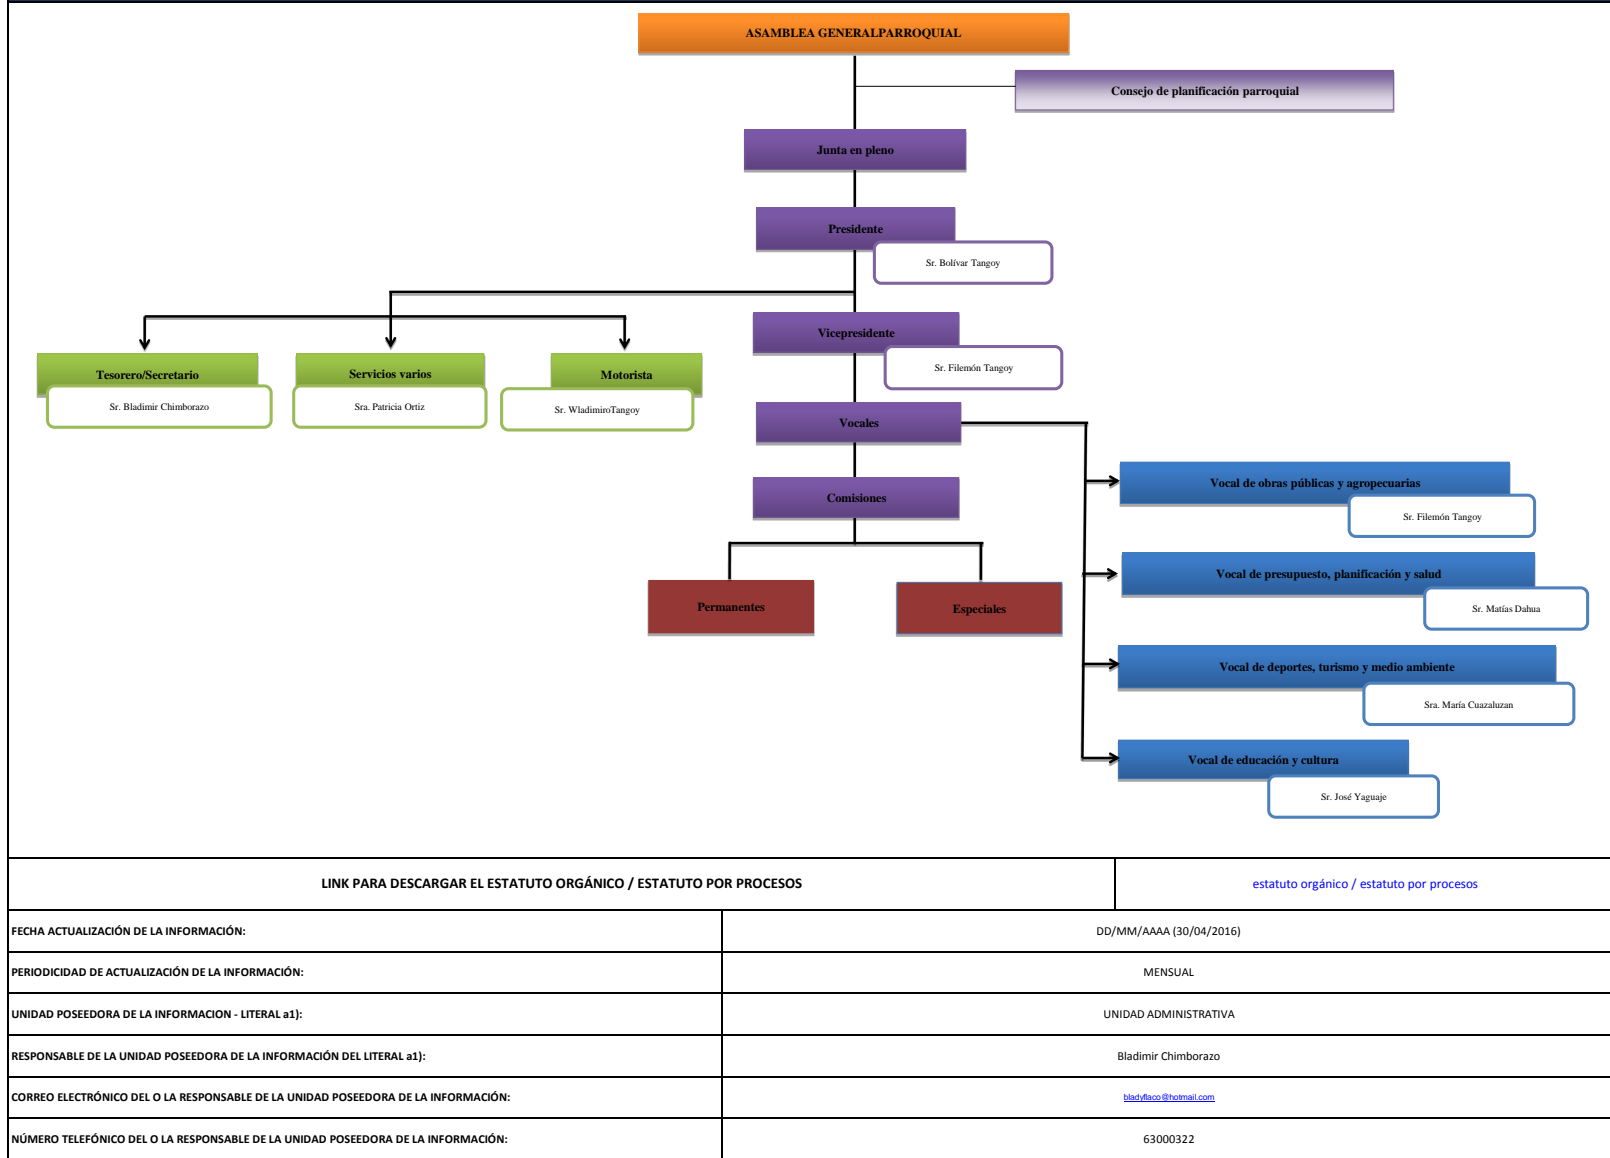 ASAMBLEA GENERALPARROQUIAL
Consejo de planificación parroquial
Junta en pleno
Presidente
Sr. Bolívar Tangoy
Vicepresidente
Sr. Filemón Tangoy
Tesorero/Secretario
Sr. Bladimir Chimborazo
Servicios varios
Sra. Patricia Ortiz
Motorista
Sr. WladimiroTangoy
Vocales
Comisiones
Permanentes
Especiales
Vocal de obras públicas y agropecuarias
Sr. Filemón Tangoy
Vocal de presupuesto, planificación y salud
Sr. Matías Dahua
Vocal de deportes, turismo y medio ambiente
Sra. María Cuazaluzan
Vocal de educación y cultura
Sr. José Yaguaje
LINK PARA DESCARGAR EL ESTATUTO ORGÁNICO / ESTATUTO POR PROCESOS
estatuto orgánico / estatuto por procesos
FECHA ACTUALIZACIÓN DE LA INFORMACIÓN:
DD/MM/AAAA (30/04/2016)
PERIODICIDAD DE ACTUALIZACIÓN DE LA INFORMACIÓN:
MENSUAL
UNIDAD POSEEDORA DE LA INFORMACION - LITERAL a1):
UNIDAD ADMINISTRATIVA
RESPONSABLE DE LA UNIDAD POSEEDORA DE LA INFORMACIÓN DEL LITERAL a1):
Bladimir Chimborazo
CORREO ELECTRÓNICO DEL O LA RESPONSABLE DE LA UNIDAD POSEEDORA DE LA INFORMACIÓN:
bladyflaco@hotmail.com
NÚMERO TELEFÓNICO DEL O LA RESPONSABLE DE LA UNIDAD POSEEDORA DE LA INFORMACIÓN:
63000322